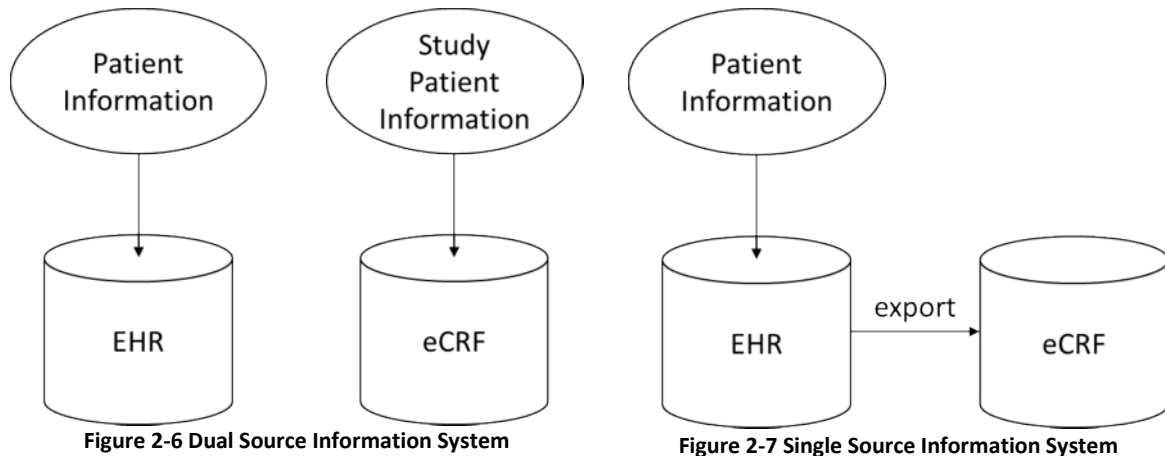 Patient
Information
Study
Patient
Information
Patient
Information
EHR
eCRF
EHR
export
eCRF
Figure 2-6 Dual Source Information System
Figure 2-7 Single Source Information System